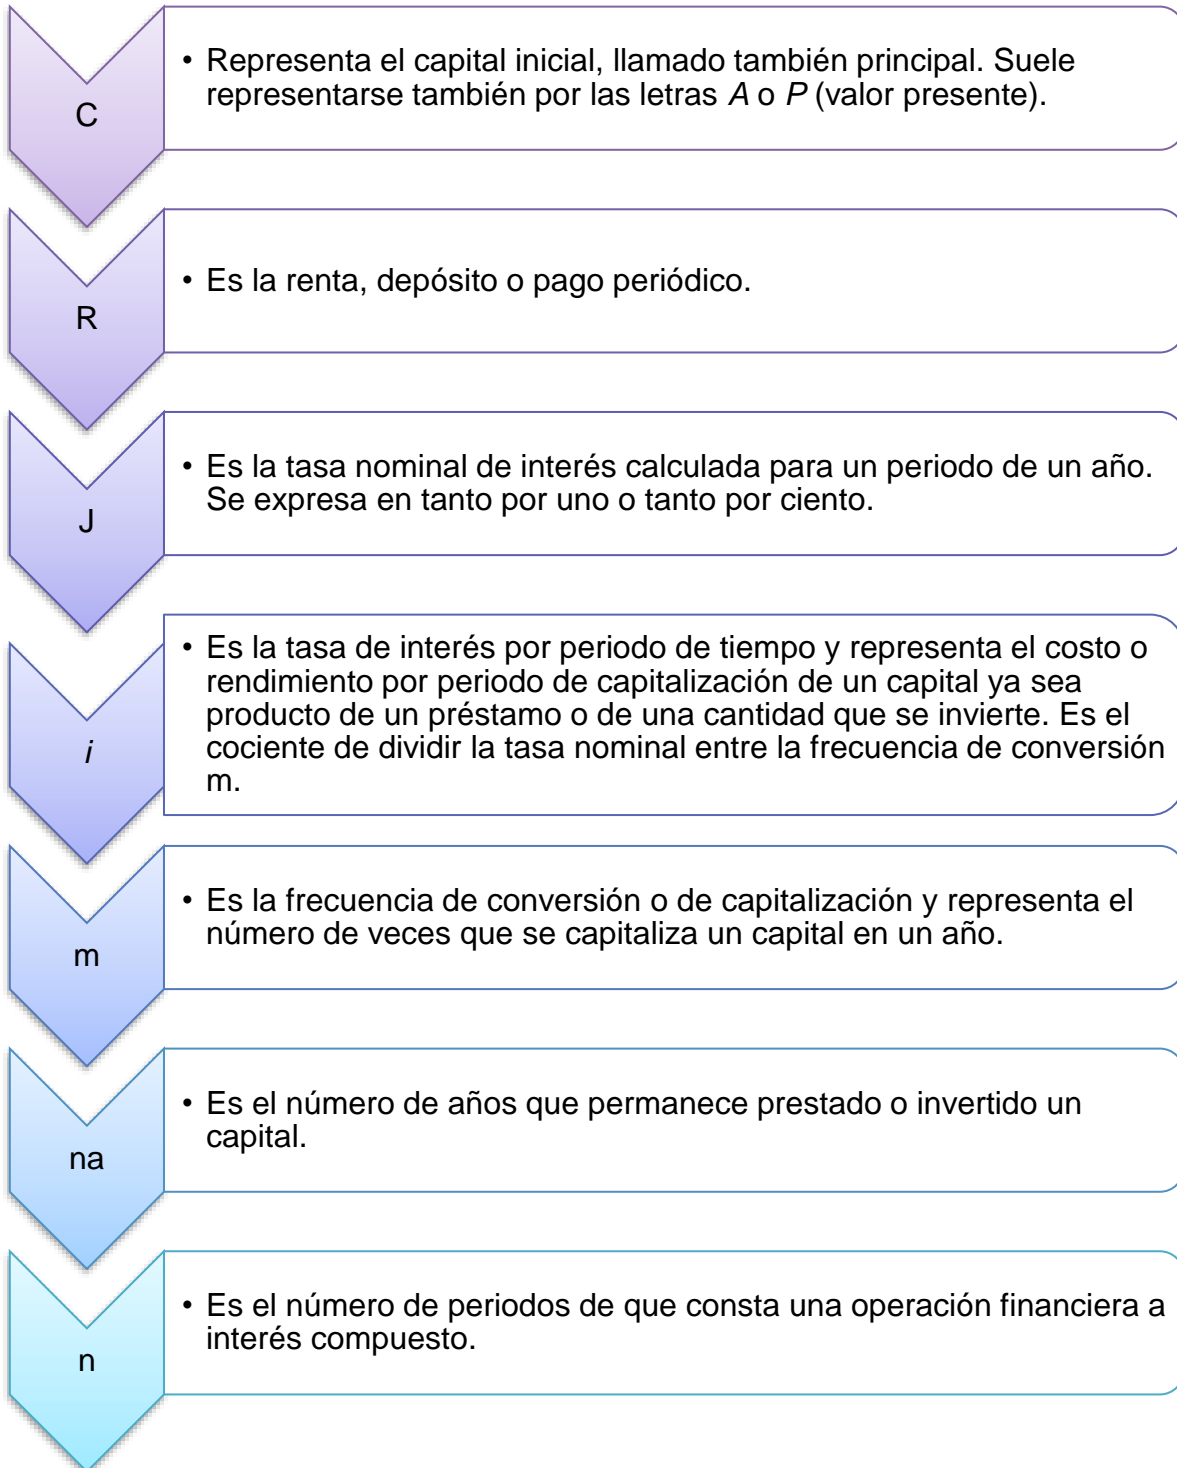 C
• Representa el capital inicial, llamado también principal. Suele
representarse también por las letras A o P (valor presente).
R
• Es la renta, depósito o pago periódico.
J
• Es la tasa nominal de interés calculada para un periodo de un año.
Se expresa en tanto por uno o tanto por ciento.
i
• Es la tasa de interés por periodo de tiempo y representa el costo o
rendimiento por periodo de capitalización de un capital ya sea
producto de un préstamo o de una cantidad que se invierte. Es el
cociente de dividir la tasa nominal entre la frecuencia de conversión
m.
m
• Es la frecuencia de conversión o de capitalización y representa el
número de veces que se capitaliza un capital en un año.
na
• Es el número de años que permanece prestado o invertido un
capital.
n
• Es el número de periodos de que consta una operación financiera a
interés compuesto.